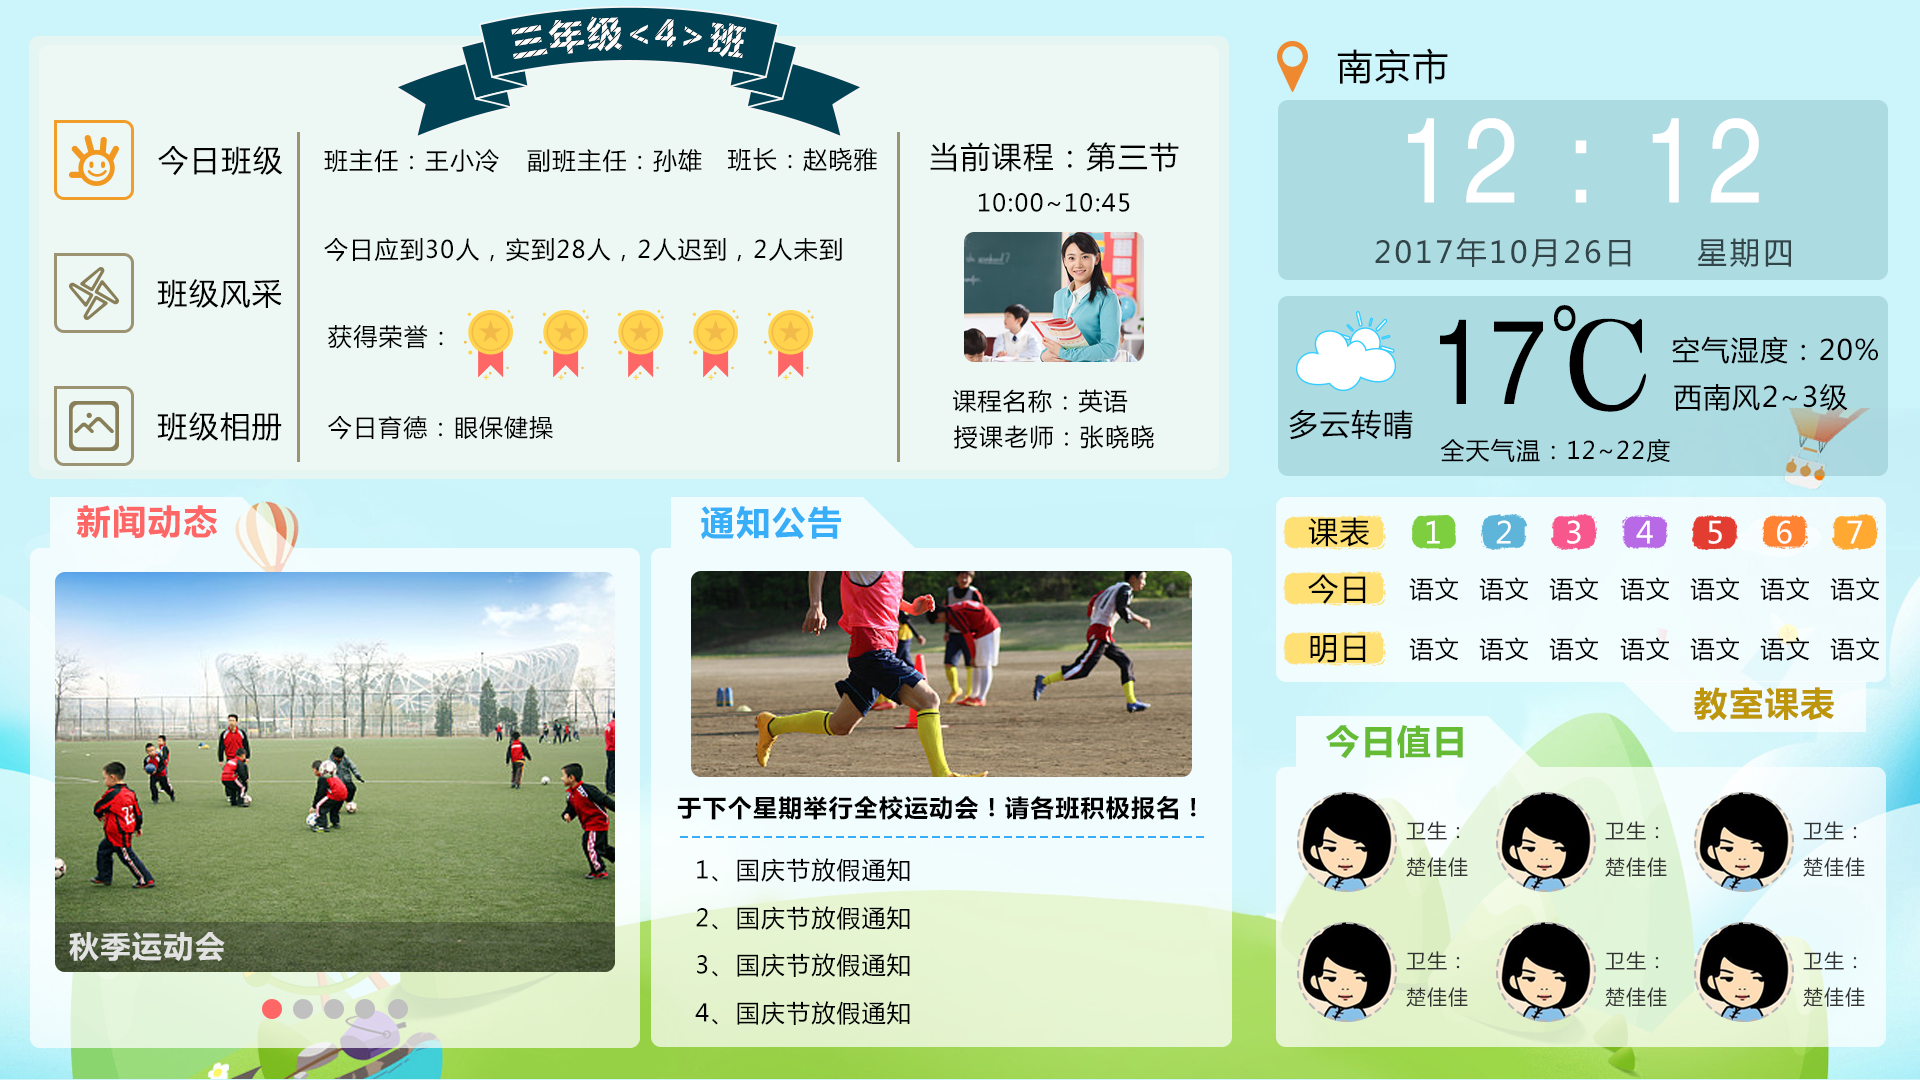 三年级<4>班
今日班级
班级风采
班级相册
班主任：王小冷 副班主任：孙雄 班长：赵晓雅
今日应到30人，实到28人，2人迟到，2人未到
获得荣誉：
今日育德：眼保健操
当前课程：第三节
10:00~10:45
课程名称：英语
授课老师：张晓晓
南京市
12 : 12
2017年10月26日 星期四
多云转晴
17℃
空气湿度：20%
西南风2~3级
全天气温：12~22度
新闻动态
秋季运动会
通知公告
于下个星期举行全校运动会！请各班积极报名！
1、国庆节放假通知
2、国庆节放假通知
3、国庆节放假通知
4、国庆节放假通知
课表 1 2 3 4 5 6 7
今日 语文 语文 语文 语文 语文 语文 语文
明日 语文 语文 语文 语文 语文 语文 语文
教室课表
今日值日
卫生： 卫生： 卫生：
楚佳佳 楚佳佳 楚佳佳
卫生： 卫生： 卫生：
楚佳佳 楚佳佳 楚佳佳